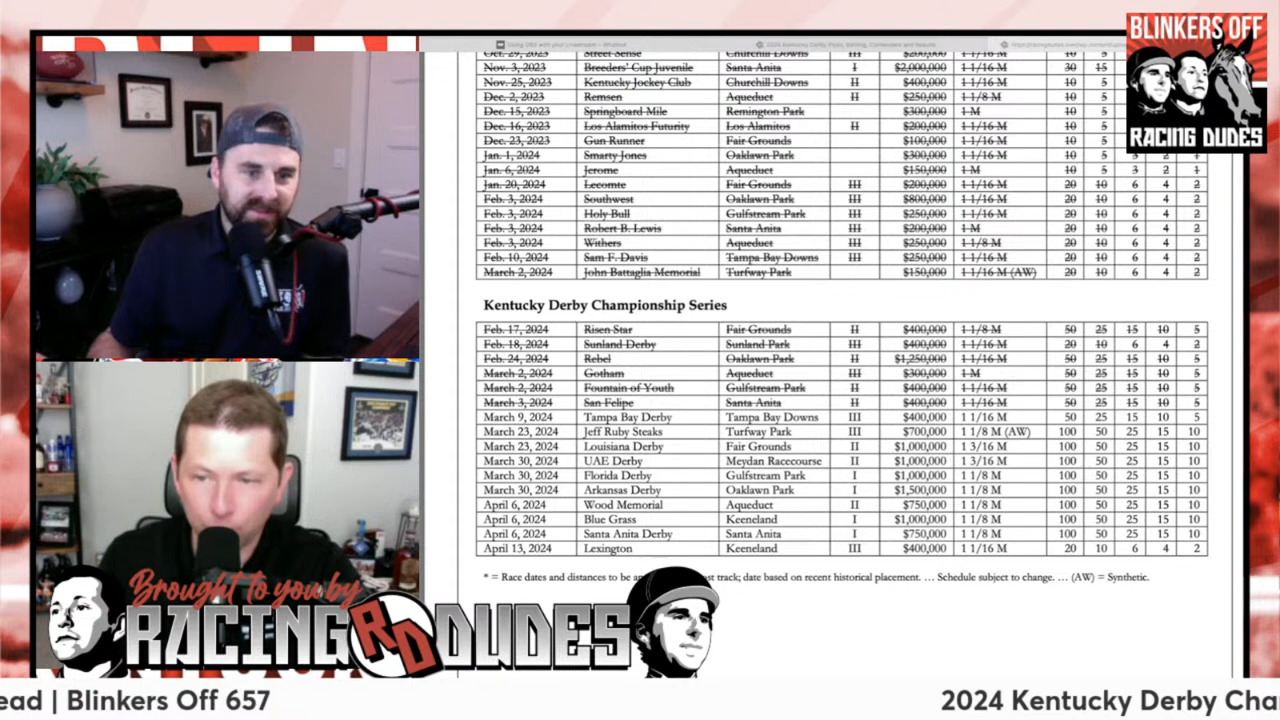 BLINKERS OFF
RACING DUDES
Oct. 29, 2023 Street Sense Churchill Downs III $200,000 1 1/16 M 10 5
Nov. 3, 2023 Breeders' Cup Juvenile Santa Anita I $2,000,000 1 1/16 M 30 15
Nov. 25, 2023 Kentucky Jockey Club Churchill Downs II $400,000 1 1/16 M 10 5
Dec. 2, 2023 Remsen Aqueduct II $250,000 1 1/8 M 10 5
Dec. 15, 2023 Springboard Mile Remington Park $300,000 1 M 10 5
Dec. 16, 2023 Los Alamitos Futurity Los Alamitos II $200,000 1 1/16 M 10 5
Dec. 23, 2023 Gun Runner Fair Grounds $100,000 1 1/16 M 10 5
Jan. 1, 2024 Smarty Jones Oaklawn Park $300,000 1 1/16 M 10 5 3 2 1
Jan. 6, 2024 Jerome Aqueduct $150,000 1 M 10 5 3 2 1
Jan. 20, 2024 Lecomte Fair Grounds III $200,000 1 1/16 M 20 10 6 4 2
Feb. 3, 2024 Southwest Oaklawn Park III $800,000 1 1/16 M 20 10 6 4 2
Feb. 3, 2024 Holy Bull Gulfstream Park III $250,000 1 1/16 M 20 10 6 4 2
Feb. 3, 2024 Robert B. Lewis Santa Anita III $200,000 1 M 20 10 6 4 2
Feb. 3, 2024 Withers Aqueduct III $250,000 1 1/8 M 20 10 6 4 2
Feb. 10, 2024 Sam F. Davis Tampa Bay Downs III $250,000 1 1/16 M 20 10 6 4 2
March 2, 2024 John Battaglia Memorial Turfway Park $150,000 1 1/16 M (AW) 20 10 6 4 2
Kentucky Derby Championship Series
Feb. 17, 2024 Risen Star Fair Grounds II $400,000 1 1/8 M 50 25 15 10 5
Feb. 18, 2024 Sunland Derby Sunland Park III $400,000 1 1/16 M 20 10 6 4 2
Feb. 24, 2024 Rebel Oaklawn Park II $1,250,000 1 1/16 M 50 25 15 10 5
March 2, 2024 Gotham Aqueduct III $300,000 1 M 50 25 15 10 5
March 2, 2024 Fountain of Youth Gulfstream Park II $400,000 1 1/16 M 50 25 15 10 5
March 3, 2024 San Felipe Santa Anita II $400,000 1 1/16 M 50 25 15 10 5
March 9, 2024 Tampa Bay Derby Tampa Bay Downs III $400,000 1 1/16 M 50 25 15 10 5
March 23, 2024 Jeff Ruby Steaks Turfway Park III $700,000 1 1/8 M (AW) 100 50 25 15 10
March 23, 2024 Louisiana Derby Fair Grounds II $1,000,000 1 3/16 M 100 50 25 15 10
March 30, 2024 UAE Derby Meydan Racecourse II $1,000,000 1 3/16 M 100 50 25 15 10
March 30, 2024 Florida Derby Gulfstream Park I $1,000,000 1 1/8 M 100 50 25 15 10
March 30, 2024 Arkansas Derby Oaklawn Park I $1,500,000 1 1/8 M 100 50 25 15 10
April 6, 2024 Wood Memorial Aqueduct II $750,000 1 1/8 M 100 50 25 15 10
April 6, 2024 Blue Grass Keeneland I $1,000,000 1 1/8 M 100 50 25 15 10
April 6, 2024 Santa Anita Derby Santa Anita I $750,000 1 1/8 M 100 50 25 15 10
April 13, 2024 Lexington Keeneland III $400,000 1 1/16 M 20 10 6 4 2
* = Race dates and distances to be an st track; date based on recent historical placement. … Schedule subject to change. … (AW) = Synthetic.
Brought to you by
RACING RD DUDES
ead | Blinkers Off 657 2024 Kentucky Derby Cha